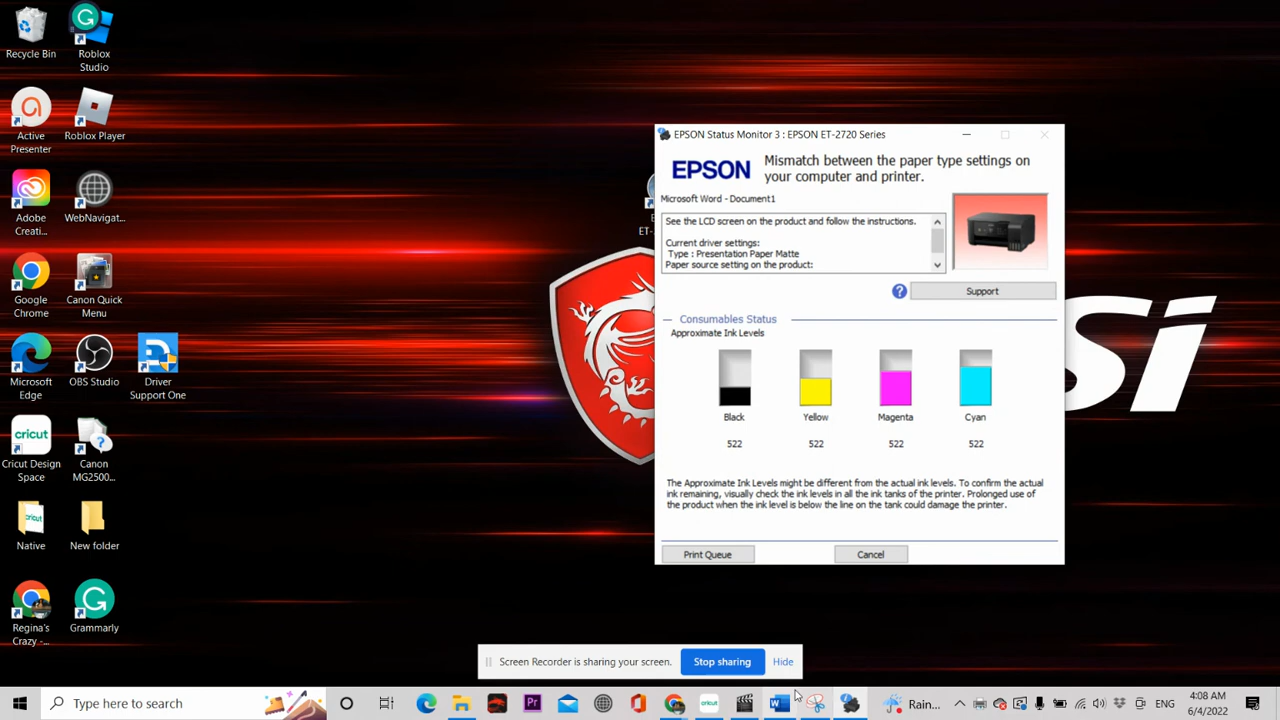 Recycle Bin
Roblox
Studio
Active
Presenter
Roblox Player
Adobe
Creati...
WebNavigat...
Google
Chrome
Canon Quick
Menu
Microsoft
Edge
OBS Studio
Driver
Support One
cricut
Cricut Design
Space
Canon
MG2500...
cricut
Native
New folder
Regina's
Crazy -...
Grammarly
EPSON Status Monitor 3 : EPSON ET-2720 Series
EPSON
Mismatch between the paper type settings on
your computer and printer.
Microsoft Word - Document1
See the LCD screen on the product and follow the instructions.
Current driver settings:
Type : Presentation Paper Matte
Paper source setting on the product:
Support
Consumables Status
Approximate Ink Levels
Black
Yellow
Magenta
Cyan
522
522
522
522
The Approximate Ink Levels might be different from the actual ink levels. To confirm the actual
ink remaining, visually check the ink levels in all the ink tanks of the printer. Prolonged use of
the product when the ink level is below the line on the tank could damage the printer.
Print Queue
Cancel
Screen Recorder is sharing your screen.
Stop sharing
Hide
Type here to search
Rain...
ENG
4:08 AM
6/4/2022